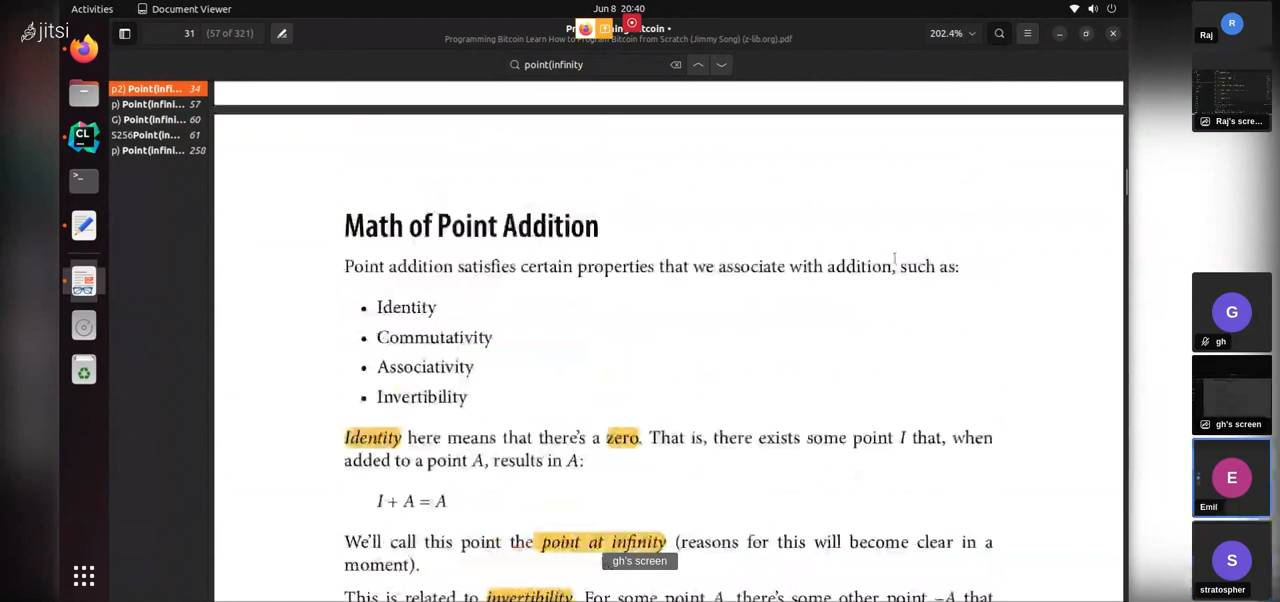 Activities
Document Viewer
Jun 8 20:40
jitsi
31
(57 of 321)
Pr
ning
tcoin •
Programming Bitcoin Learn How to Program Bitcoin from Scratch (Jimmy Song) (z-lib.org).pdf
202.4%
point(infinity
p2) Point(infi... 34
p) Point(infini... 57
G) Point(infini... 60
S256Point(in... 61
p) Point(infini... 258
Math of Point Addition
Point addition satisfies certain properties that we associate with addition, such as:
• Identity
• Commutativity
• Associativity
• Invertibility
Identity here means that there's a zero. That is, there exists some point I that, when
added to a point A, results in A:
I + A = A
We'll call this point the point at infinity (reasons for this will become clear in a
moment).
gh's screen
This is related to invertibility. For some point A, there's some other point –A that
CL
R
Raj
Raj's scre...
G
gh
gh's screen
E
Emil
S
stratospher